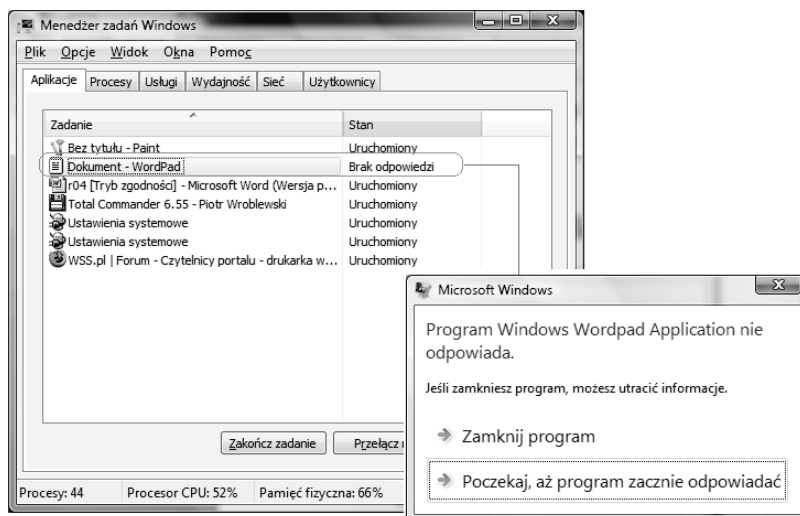 Menedżer zadań Windows
Plik Opcje Widok Okna Pomoc
Aplikacje Procesy Usługi Wydajność Sieć Użytkownicy
Zadanie Stan
Bez tytułu - Paint Uruchomiony
Dokument - WordPad Brak odpowiedzi
r04 [Tryb zgodności] - Microsoft Word (Wersja p... Uruchomiony
Total Commander 6.55 - Piotr Wroblewski Uruchomiony
Ustawienia systemowe Uruchomiony
Ustawienia systemowe Uruchomiony
WSS.pl | Forum - Czytelnicy portalu - drukarka w... Uruchomiony
Zakończ zadanie Przełącz
Procesy: 44 Procesor CPU: 52% Pamięć fizyczna: 66%
Microsoft Windows
Program Windows Wordpad Application nie
odpowiada.
Jeśli zamkniesz program, możesz utracić informacje.
Zamknij program
Poczekaj, aż program zacznie odpowiadać